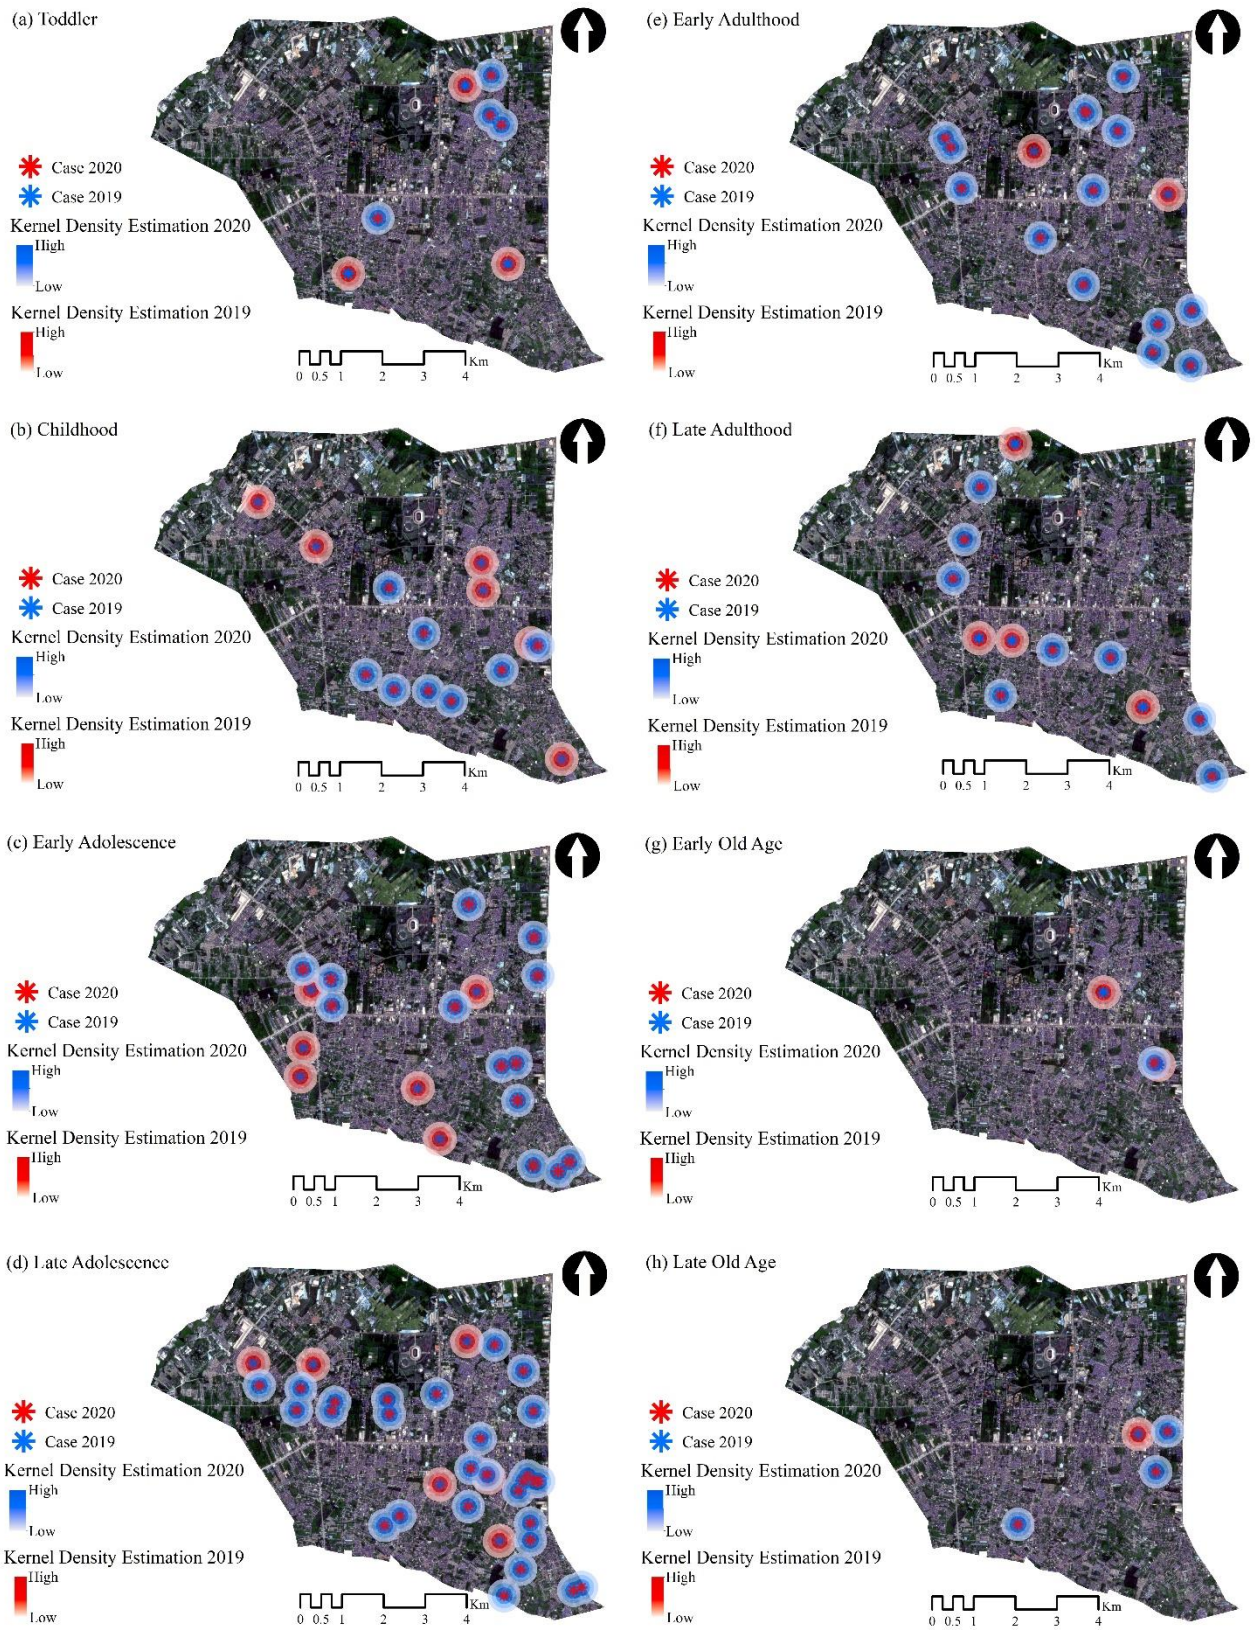 (a) Toddler
Case 2020
Case 2019
Kernel Density Estimation 2020
High
Low
Kernel Density Estimation 2019
High
Low
Km
0 0.5 1 2 3 4
(e) Early Adulthood
Case 2020
Case 2019
Kernel Density Estimation 2020
High
Low
Kernel Density Estimation 2019
High
Low
Km
0 0.5 1 2 3 4
(b) Childhood
Case 2020
Case 2019
Kernel Density Estimation 2020
High
Low
Kernel Density Estimation 2019
High
Low
Km
0 0.5 1 2 3 4
(f) Late Adulthood
Case 2020
Case 2019
Kernel Density Estimation 2020
High
Low
Kernel Density Estimation 2019
High
Low
Km
0 0.5 1 2 3 4
(c) Early Adolescence
Case 2020
Case 2019
Kernel Density Estimation 2020
High
Low
Kernel Density Estimation 2019
High
Low
Km
0 0.5 1 2 3 4
(g) Early Old Age
Case 2020
Case 2019
Kernel Density Estimation 2020
High
Low
Kernel Density Estimation 2019
High
Low
Km
0 0.5 1 2 3 4
(d) Late Adolescence
Case 2020
Case 2019
Kernel Density Estimation 2020
High
Low
Kernel Density Estimation 2019
High
Low
Km
0 0.5 1 2 3 4
(h) Late Old Age
Case 2020
Case 2019
Kernel Density Estimation 2020
High
Low
Kernel Density Estimation 2019
High
Low
Km
0 0.5 1 2 3 4